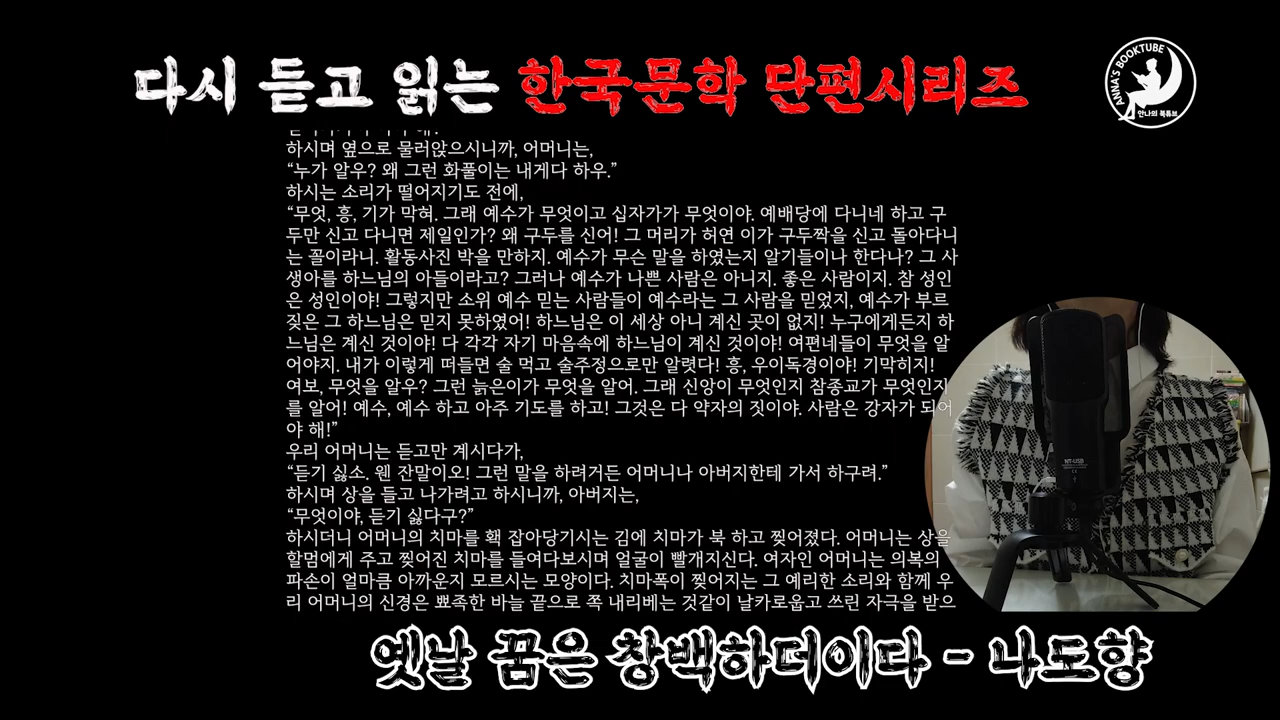 다시 듣고 읽는 한국문학 단편시리즈
ANNA'S BOOKTUBE
안나의 북튜브
하시며 옆으로 물러앉으시니까, 어머니는,
“누가 알우? 왜 그런 화풀이는 내게다 하우.”
하시는 소리가 떨어지기도 전에,
“무엇, 흥, 기가 막혀. 그래 예수가 무엇이고 십자가가 무엇이야. 예배당에 다니네 하고 구
두만 신고 다니면 제일인가? 왜 구두를 신어! 그 머리가 허연 이가 구두짝을 신고 돌아다니
는 꼴이라니. 활동사진 박을 만하지. 예수가 무슨 말을 하였는지 알기들이나 한다나? 그 사
생아를 하느님의 아들이라고? 그러나 예수가 나쁜 사람은 아니지. 좋은 사람이지. 참 성인
은 성인이야! 그렇지만 소위 예수 믿는 사람들이 예수라는 그 사람을 믿었지, 예수가 부르
짖은 그 하느님은 믿지 못하였어! 하느님은 이 세상 아니 계신 곳이 없지! 누구에게든지 하
느님은 계신 것이야! 다 각각 자기 마음속에 하느님이 계신 것이야! 여편네들이 무엇을 알
어야지. 내가 이렇게 떠들면 술 먹고 술주정으로만 알렷다! 흥, 우이독경이야! 기막히지!
여보, 무엇을 알우? 그런 늙은이가 무엇을 알어. 그래 신앙이 무엇인지 참종교가 무엇인지
를 알어! 예수, 예수 하고 아주 기도를 하고! 그것은 다 약자의 짓이야. 사람은 강자가 되어
야 해!”
우리 어머니는 듣고만 계시다가,
“듣기 싫소. 웬 잔말이오! 그런 말을 하려거든 어머니나 아버지한테 가서 하구려.”
하시며 상을 들고 나가려고 하시니까, 아버지는,
“무엇이야, 듣기 싫다구?”
하시더니 어머니의 치마를 홱 잡아당기시는 김에 치마가 북 하고 찢어졌다. 어머니는 상을
할멈에게 주고 찢어진 치마를 들여다보시며 얼굴이 빨개지신다. 여자인 어머니는 의복의
파손이 얼마큼 아까운지 모르시는 모양이다. 치마폭이 찢어지는 그 예리한 소리와 함께 우
리 어머니의 신경은 뾰족한 바늘 끝으로 쪽 내리베는 것같이 날카로웁고 쓰린 자극을 받으
NT-USB
옛날 꿈은 창백하더이다 - 나도향